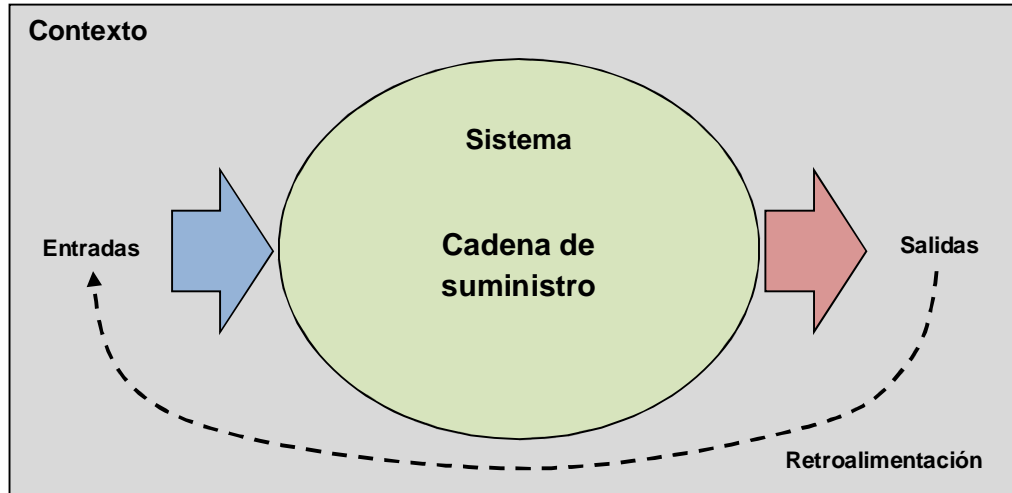 Contexto
Sistema
Cadena de
suministro
Entradas
Salidas
Retroalimentación